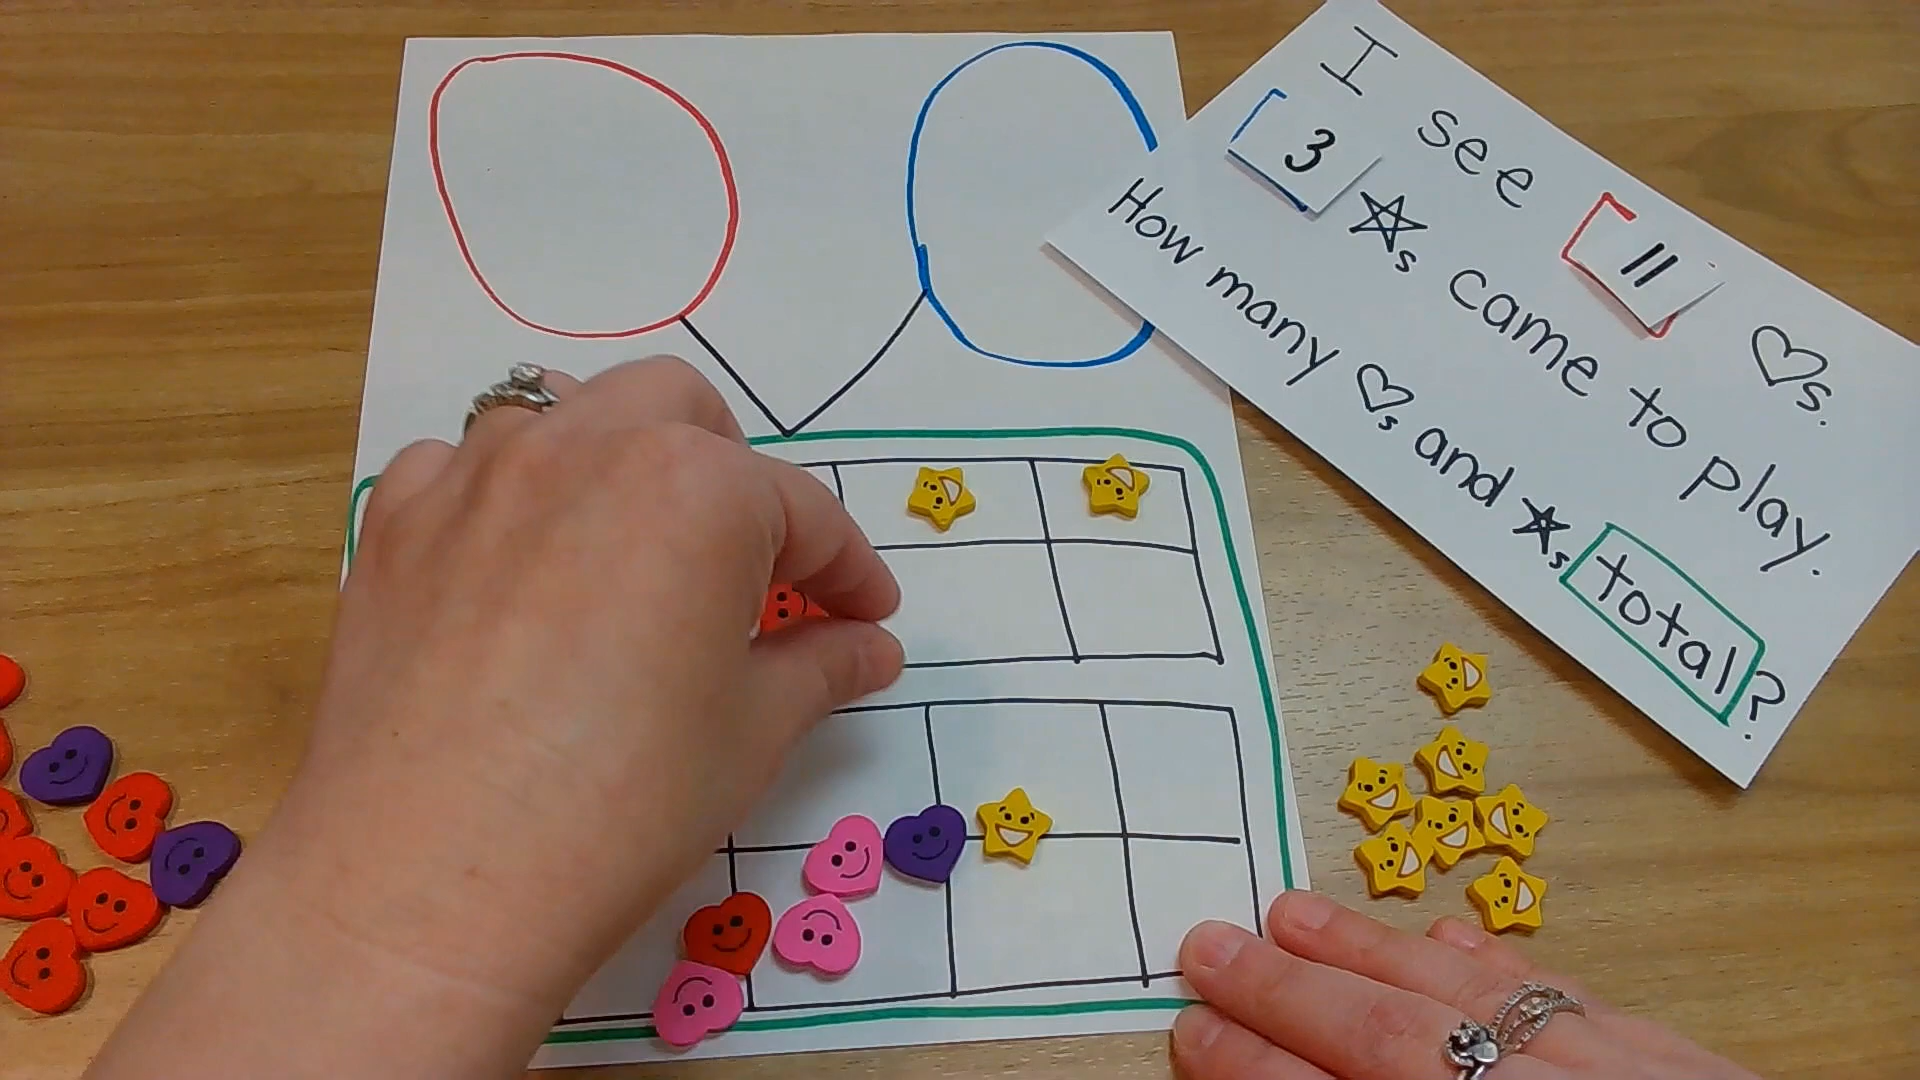 I see 11 ♡s.
3 ☆s came to play.
How many ♡s and ☆s total?